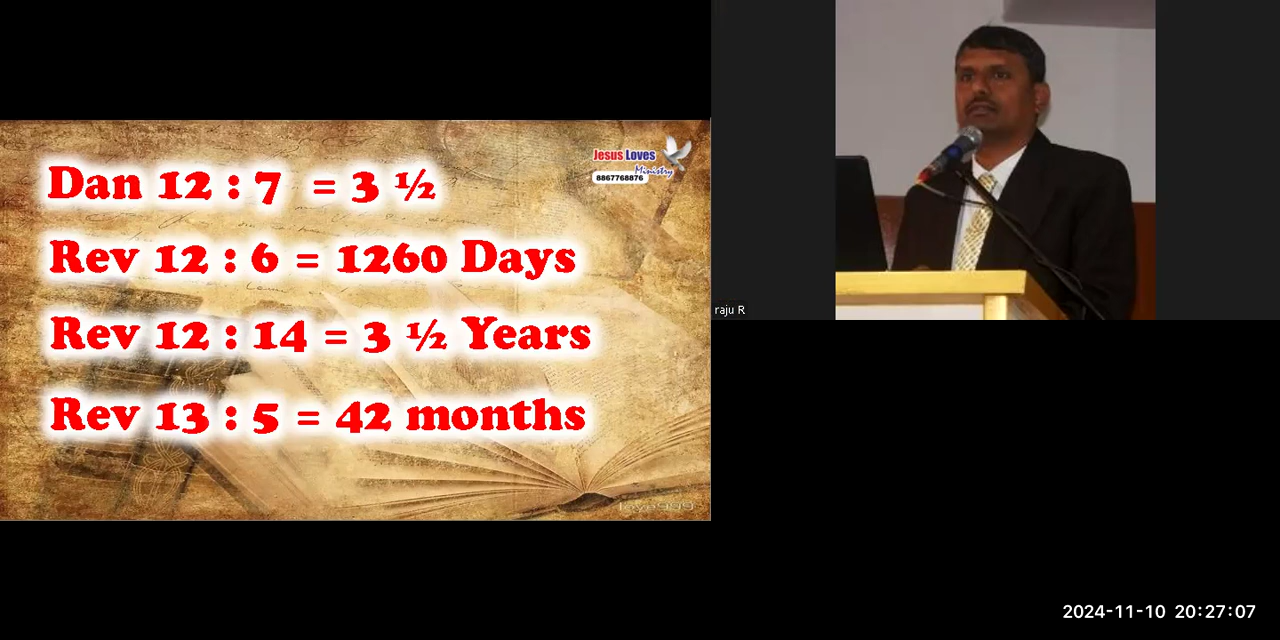 Dan 12 : 7 = 3 ½
Rev 12 : 6 = 1260 Days
Rev 12 : 14 = 3 ½ Years
Rev 13 : 5 = 42 months
Jesus Loves
Ministry
8867768876
raju R
2024-11-10 20:27:07